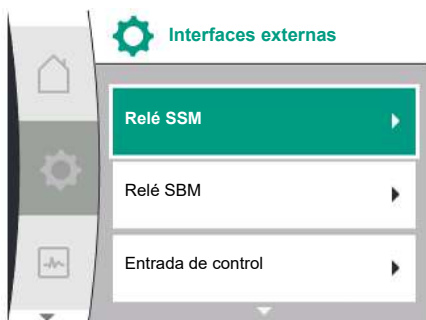 Interfaces externas
Relé SSM
Relé SBM
Entrada de control